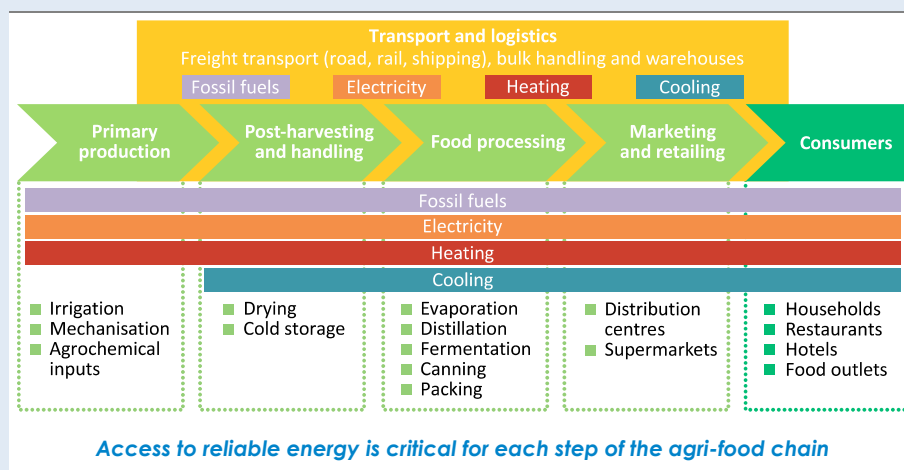 Transport and logistics
Freight transport (road, rail, shipping), bulk handling and warehouses
Fossil fuels
Electricity
Heating
Cooling
Primary
production
Post-harvesting
and handling
Food processing
Marketing
and retailing
Consumers
Fossil fuels
Electricity
Heating
Cooling
Irrigation
Mechanisation
Agrochemical
inputs
Drying
Cold storage
Evaporation
Distillation
Fermentation
Canning
Packing
Distribution
centres
Supermarkets
Households
Restaurants
Hotels
Food outlets
Access to reliable energy is critical for each step of the agri-food chain